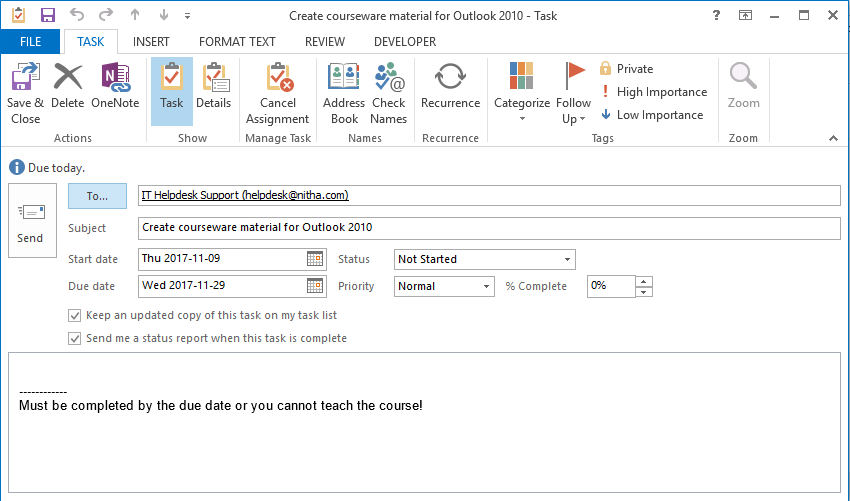 Create courseware material for Outlook 2010 - Task
?
FILE TASK INSERT FORMAT TEXT REVIEW DEVELOPER
Save & Close
Delete
OneNote
Actions
Task
Details
Show
Cancel Assignment
Manage Task
Address Book
Check Names
Names
Recurrence
Recurrence
Categorize
Follow Up
Private
High Importance
Low Importance
Tags
Zoom
Zoom
Due today.
Send
To... IT Helpdesk Support (helpdesk@nitha.com)
Subject Create courseware material for Outlook 2010
Start date Thu 2017-11-09 Status Not Started
Due date Wed 2017-11-29 Priority Normal % Complete 0%
Keep an updated copy of this task on my task list
Send me a status report when this task is complete
------------
Must be completed by the due date or you cannot teach the course!